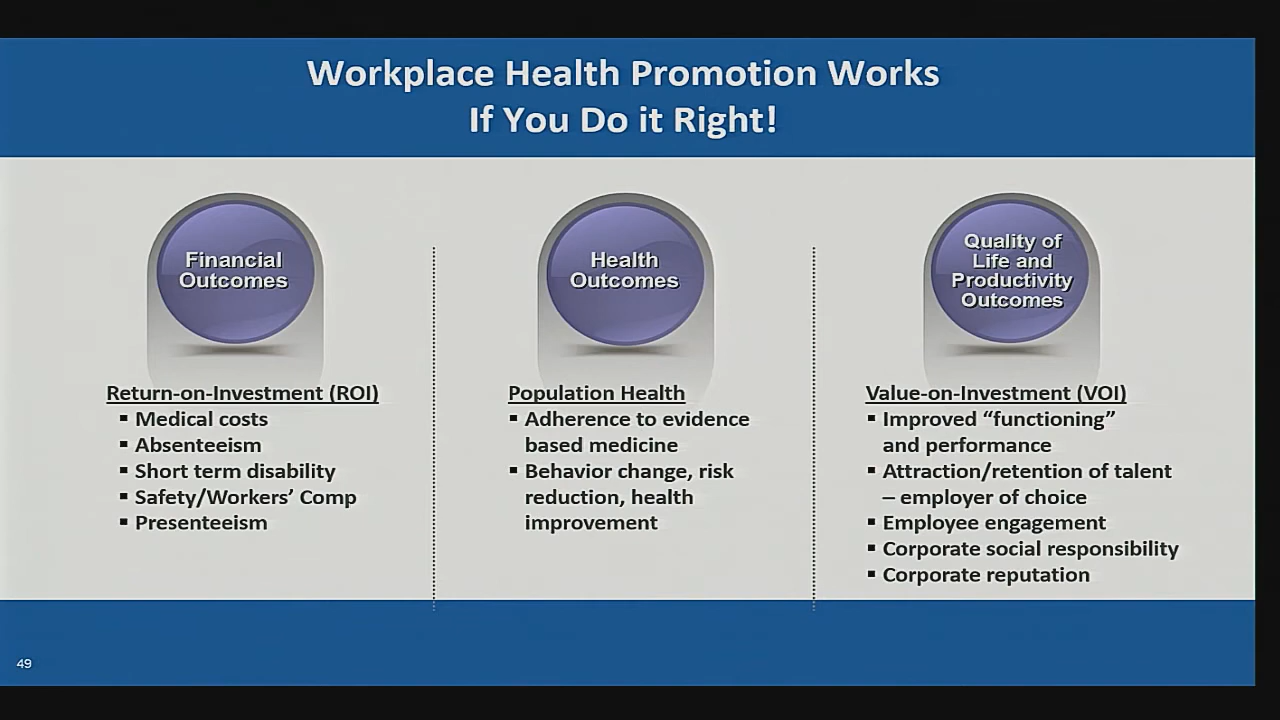 Workplace Health Promotion Works
If You Do it Right!
Financial
Outcomes
Return-on-Investment (ROI)
▪ Medical costs
▪ Absenteeism
▪ Short term disability
▪ Safety/Workers’ Comp
▪ Presenteeism
Health
Outcomes
Population Health
▪ Adherence to evidence
based medicine
▪ Behavior change, risk
reduction, health
improvement
Quality of
Life and
Productivity
Outcomes
Value-on-Investment (VOI)
▪ Improved “functioning”
and performance
▪ Attraction/retention of talent
– employer of choice
▪ Employee engagement
▪ Corporate social responsibility
▪ Corporate reputation
49